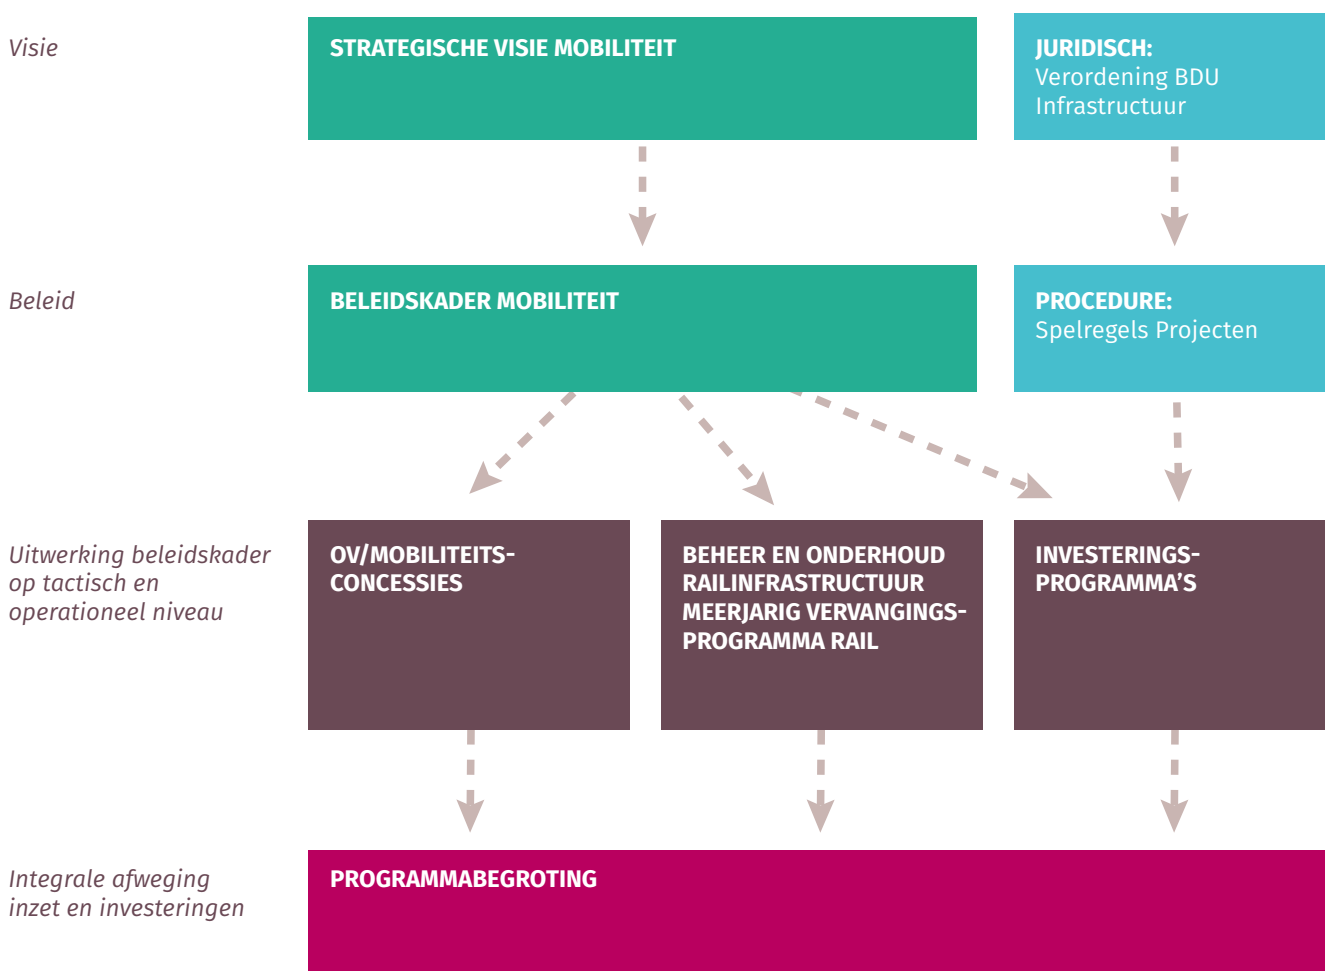 Visie
STRATEGISCHE VISIE MOBILITEIT
JURIDISCH:
Verordening BDU
Infrastructuur
Beleid
BELEIDSKADER MOBILITEIT
PROCEDURE:
Spelregels Projecten
Uitwerking beleidskader
op tactisch en
operationeel niveau
OV/MOBILITEITS-
CONCESSIES
BEHEER EN ONDERHOUD
RAILINFRASTRUCTUUR
MEERJARIG VERVANGINGS-
PROGRAMMA RAIL
INVESTERINGS-
PROGRAMMA’S
Integrale afweging
inzet en investeringen
PROGRAMMABEGROTING